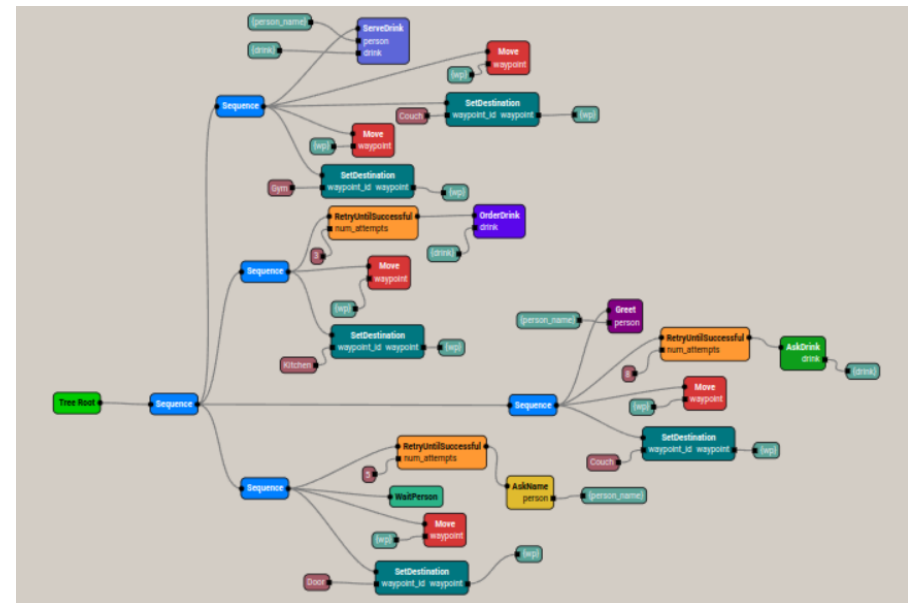 {person_name}
ServeDrink
person
{drink}
drink
Move
{wp}
waypoint
Sequence
SetDestination
Couch
waypoint_id waypoint
{wp}
Move
{wp}
waypoint
SetDestination
Gym
waypoint_id waypoint
{wp}
RetryUntilSuccessful
num_attempts
3
OrderDrink
drink
{drink}
Sequence
Move
waypoint
{wp}
SetDestination
waypoint_id waypoint
{wp}
Kitchen
Greet
{person_name}
person
RetryUntilSuccessful
num_attempts
8
AskDrink
drink
{drink}
Move
{wp}
waypoint
Tree Root
Sequence
Sequence
SetDestination
waypoint_id waypoint
{wp}
Couch
RetryUntilSuccessful
num_attempts
5
Sequence
WaitPerson
AskName
person
{person_name}
Move
{wp}
waypoint
{wp}
SetDestination
Door
waypoint_id waypoint